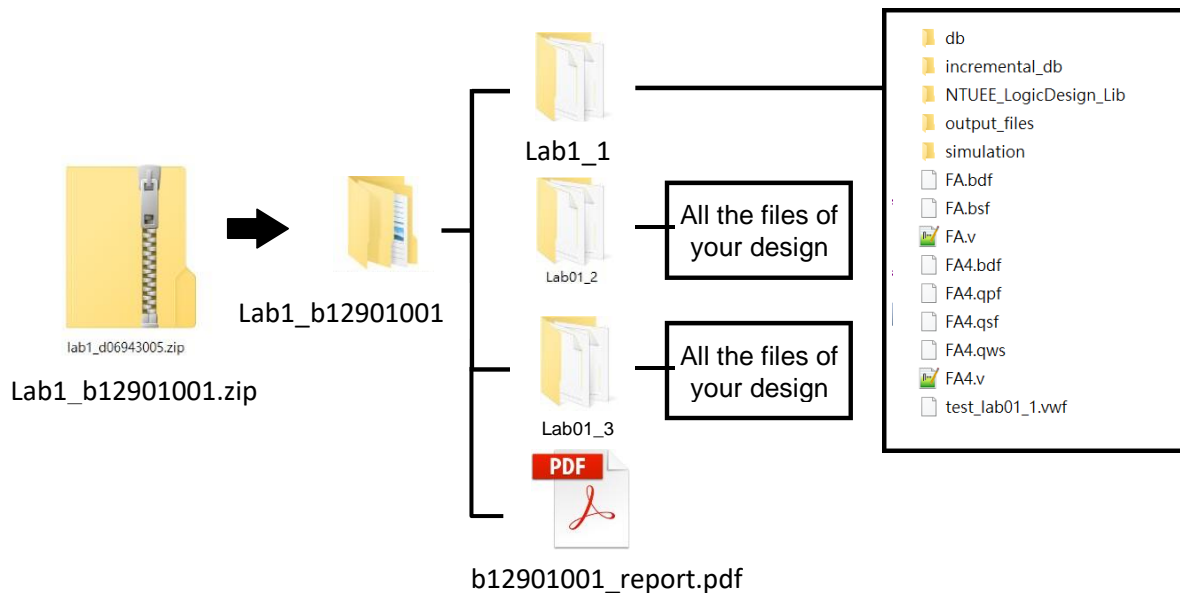 lab1_d06943005.zip
Lab1_b12901001.zip
Lab1_b12901001
Lab1_1
Lab01_2
All the files of
your design
Lab01_3
All the files of
your design
PDF
b12901001_report.pdf
db
incremental_db
NTUEE_LogicDesign_Lib
output_files
simulation
FA.bdf
FA.bsf
FA.v
FA4.bdf
FA4.qpf
FA4.qsf
FA4.qws
FA4.v
test_lab01_1.vwf